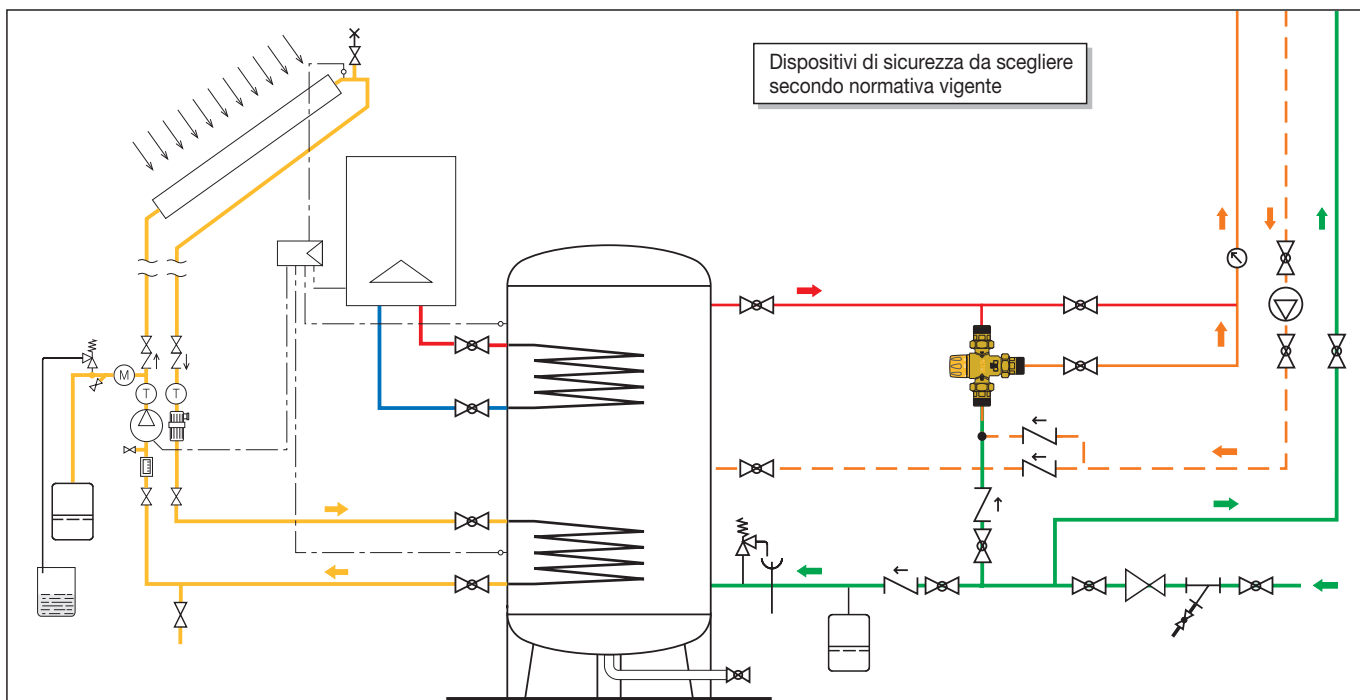 Dispositivi di sicurezza da scegliere
secondo normativa vigente
M
T
T